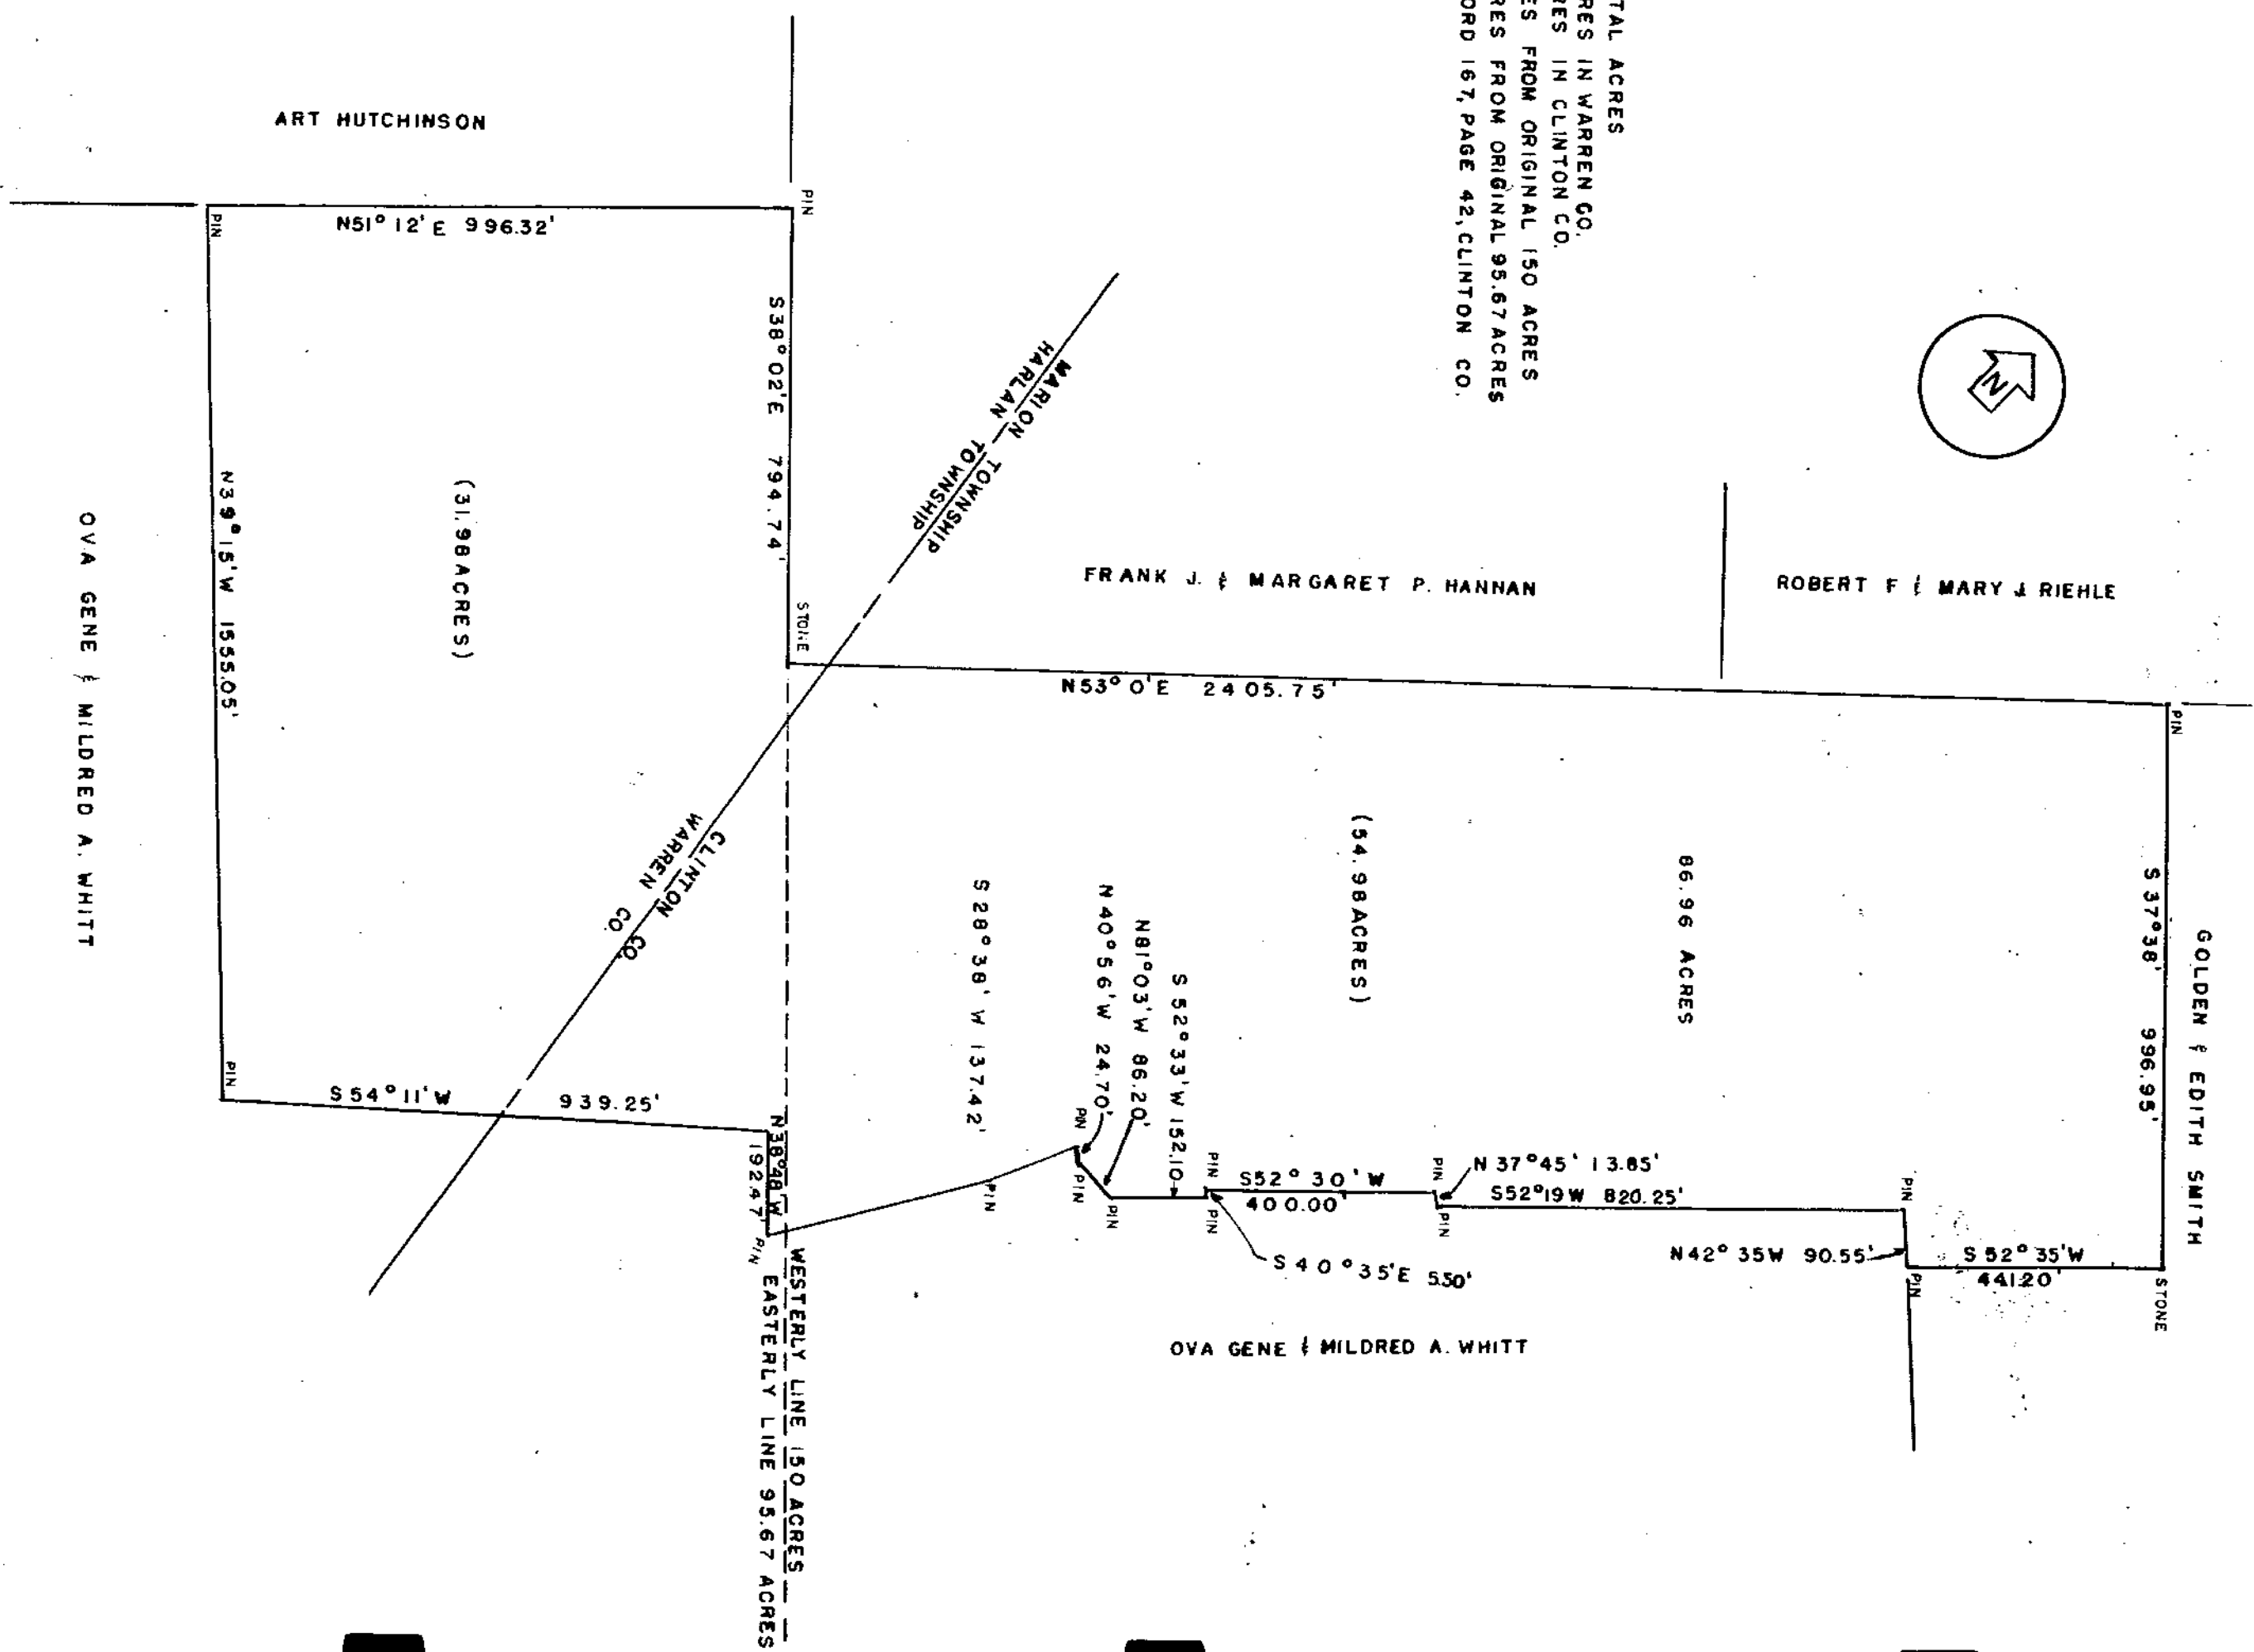 TAL ACRES
RES IN WARREN CO.
RES IN CLINTON CO.
ES FROM ORIGINAL 150 ACRES
RES FROM ORIGINAL 95.67 ACRES
ORD 167, PAGE 42, CLINTON CO.
ART HUTCHINSON
PIN
PIN
N51° 12' E 996.32'
N
S38°02'E 794.74'
MARION TOWNSHIP
HARLAN TOWNSHIP
STONE
FRANK J. & MARGARET P. HANNAN
ROBERT F & MARY J RIEHLE
N53° 0'E 2405.75'
PIN
OVA GENE & MILDRED A. WHITT
N39°15'W 1555.05'
(31.98 ACRES)
CLINTON CO.
WARREN CO.
(54.98 ACRES)
86.96 ACRES
S 37°38' 996.95'
GOLDEN & EDITH SMITH
S 28°38' W 137.42'
N 40°56'W 24.70'
N81°03'W 86.20'
S 52°33'W 152.10
PIN
S54°11'W 939.25'
N38°48'W
192.47'
PIN
PIN
PIN
PIN
PIN
PIN
PIN
S52° 30' W
400.00
PIN
PIN
N 37°45' 13.85'
S52°19W 820.25'
PIN
N42° 35W 90.55'
PIN
S 52°35'W
441.20'
STONE
S 40°35'E 5.50'
OVA GENE & MILDRED A. WHITT
WESTERLY LINE 150 ACRES
EASTERLY LINE 95.67 ACRES